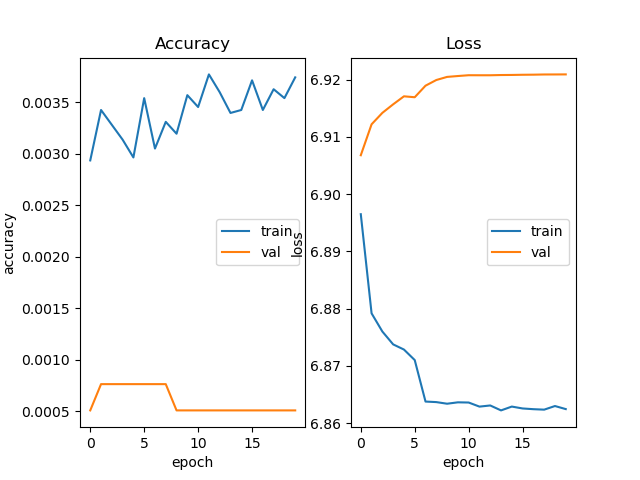 Accuracy
accuracy
0.0035
0.0030
0.0025
0.0020
0.0015
0.0010
0.0005
0
5
10
15
epoch
train
val
Loss
loss
6.92
6.91
6.90
6.89
6.88
6.87
6.86
0
5
10
15
epoch
train
val